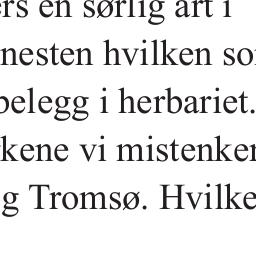 ers en sørlig art i
nesten hvilken so
belegg i herbariet.
kene vi mistenker
g Tromsø. Hvilke